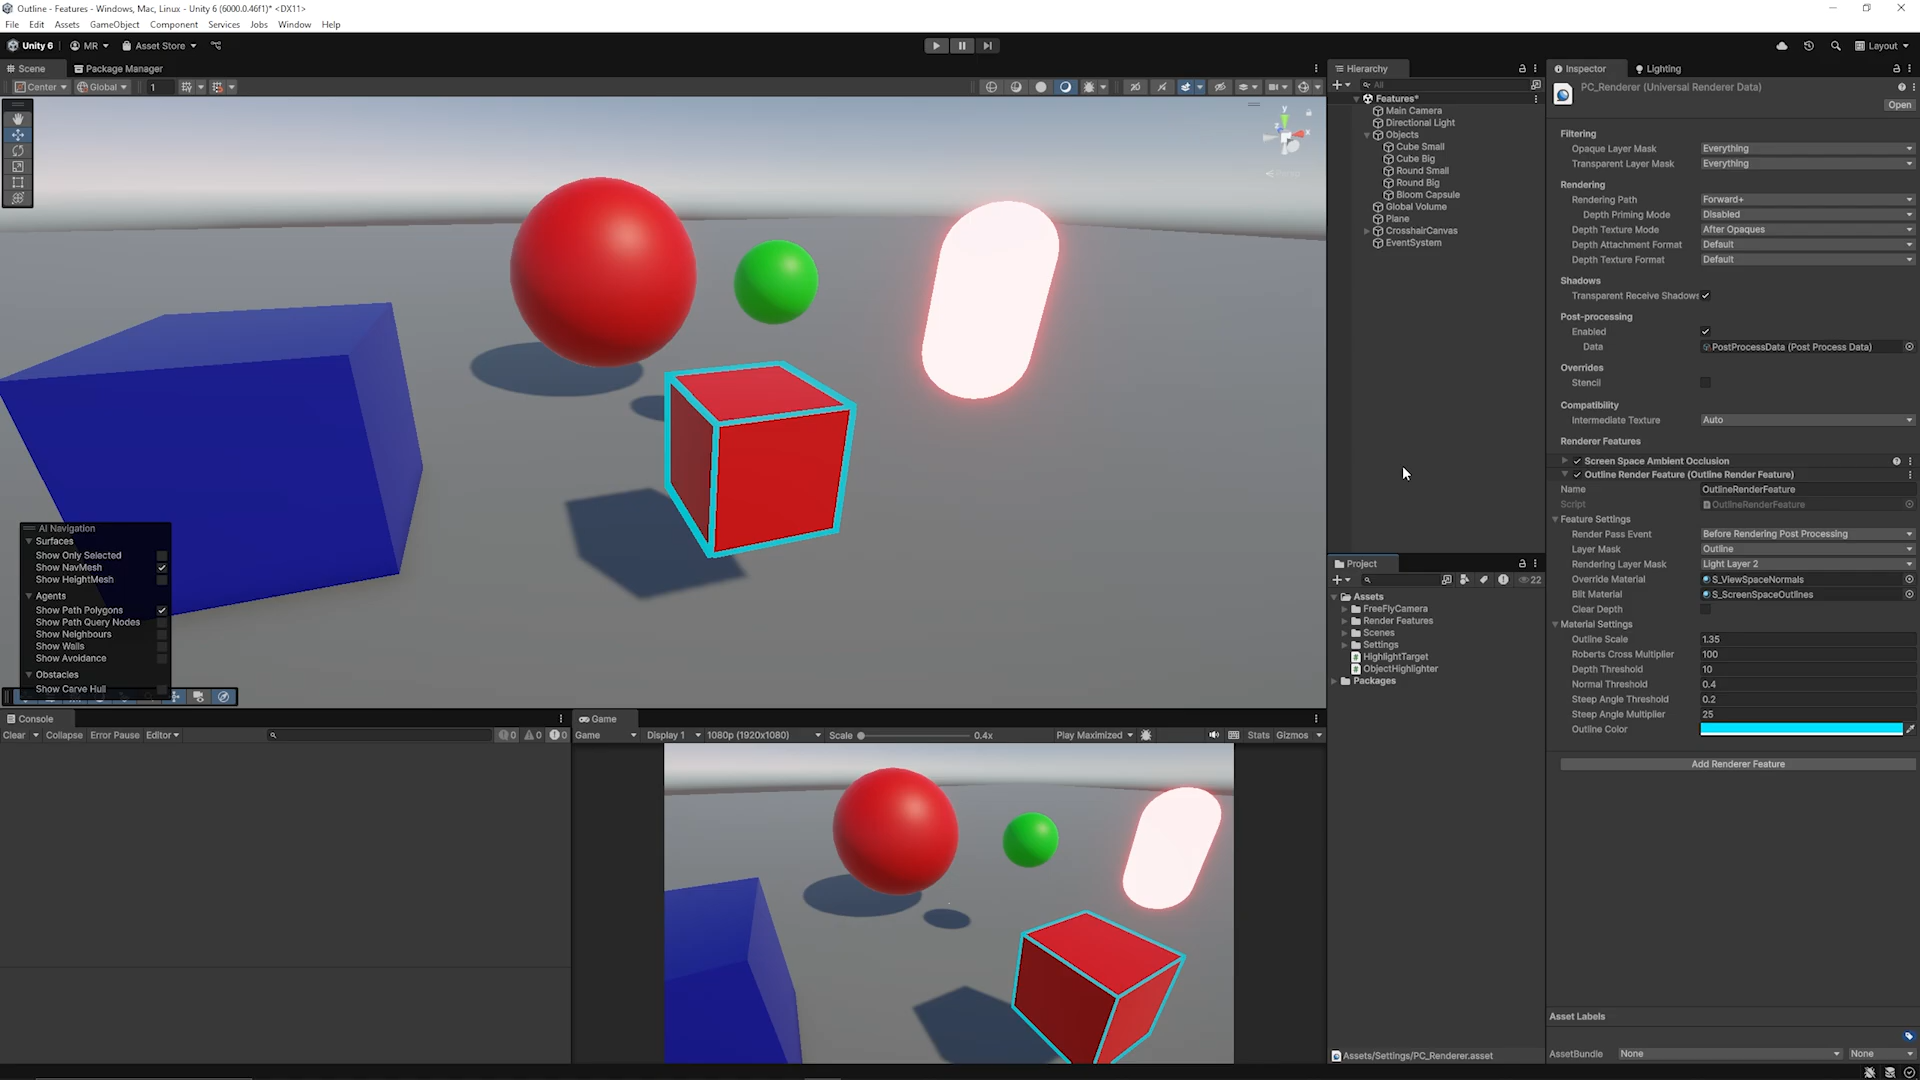 Outline - Features - Windows, Mac, Linux - Unity 6 (6000.0.46f1)* <DX11>
File Edit Assets GameObject Component Services Jobs Window Help
Unity 6 MR Asset Store Layout
Scene Package Manager
Center Global 1
y
x
z
Persp
AI Navigation
Surfaces
Show Only Selected
Show NavMesh
Show HeightMesh
Agents
Show Path Polygons
Show Path Query Nodes
Show Neighbours
Show Walls
Show Avoidance
Obstacles
Show Carve Hull
Console
Clear Collapse Error Pause Editor 0 0 0
Game
Game Display 1 1080p (1920x1080) Scale 0.4x Play Maximized Stats Gizmos
Hierarchy
All
Features*
Main Camera
Directional Light
Objects
Cube Small
Cube Big
Round Small
Round Big
Bloom Capsule
Global Volume
Plane
CrosshairCanvas
EventSystem
Project
22
Assets
FreeFlyCamera
Render Features
Scenes
Settings
HighlightTarget
ObjectHighlighter
Packages
Assets/Settings/PC_Renderer.asset
Inspector Lighting
PC_Renderer (Universal Renderer Data)
Open
Filtering
Opaque Layer Mask Everything
Transparent Layer Mask Everything
Rendering
Rendering Path Forward+
Depth Priming Mode Disabled
Depth Texture Mode After Opaques
Depth Attachment Format Default
Depth Texture Format Default
Shadows
Transparent Receive Shadows
Post-processing
Enabled
Data PostProcessData (Post Process Data)
Overrides
Stencil
Compatibility
Intermediate Texture Auto
Renderer Features
Screen Space Ambient Occlusion
Outline Render Feature (Outline Render Feature)
Name OutlineRenderFeature
Script OutlineRenderFeature
Feature Settings
Render Pass Event Before Rendering Post Processing
Layer Mask Outline
Rendering Layer Mask Light Layer 2
Override Material S_ViewSpaceNormals
Blit Material S_ScreenSpaceOutlines
Clear Depth
Material Settings
Outline Scale 1.35
Roberts Cross Multiplier 100
Depth Threshold 10
Normal Threshold 0.4
Steep Angle Threshold 0.2
Steep Angle Multiplier 25
Outline Color
Add Renderer Feature
Asset Labels
AssetBundle None None